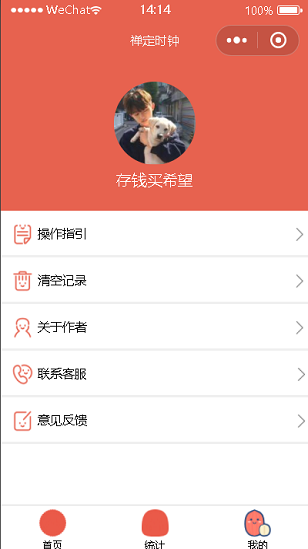 WeChat
14:14
100%
禅定时钟
存钱买希望
操作指引
清空记录
关于作者
联系客服
意见反馈
首页
统计
我的